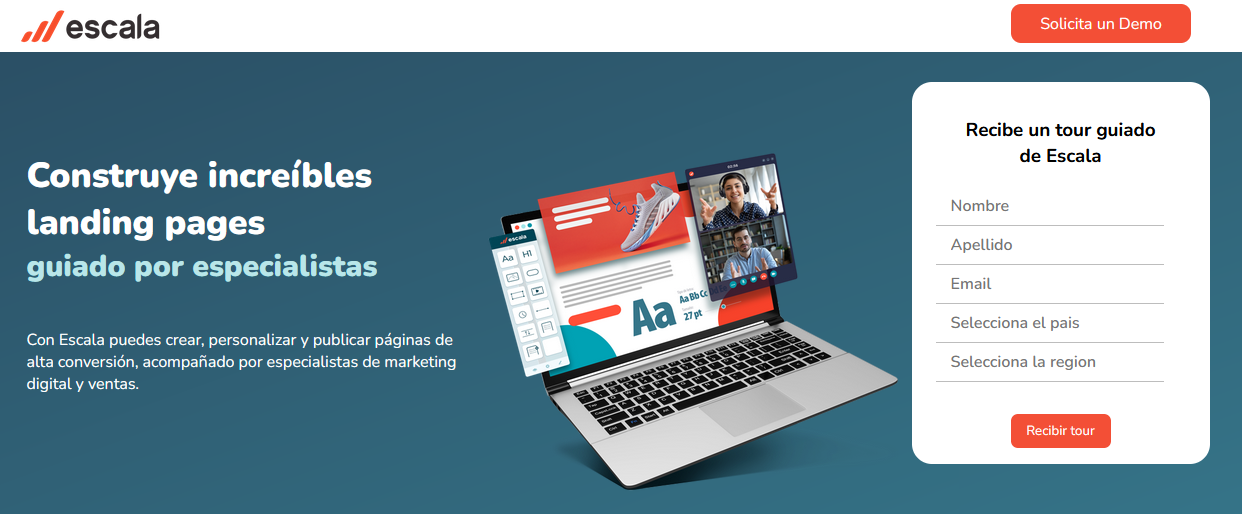 escala
Solicita un Demo
Construye increíbles
landing pages
guiado por especialistas
Con Escala puedes crear, personalizar y publicar páginas de
alta conversión, acompañado por especialistas de marketing
digital y ventas.
escala
Aa
H1
Aa
Aa Bb Cc
27 pt
Recibe un tour guiado
de Escala
Nombre
Apellido
Email
Selecciona el pais
Selecciona la region
Recibir tour